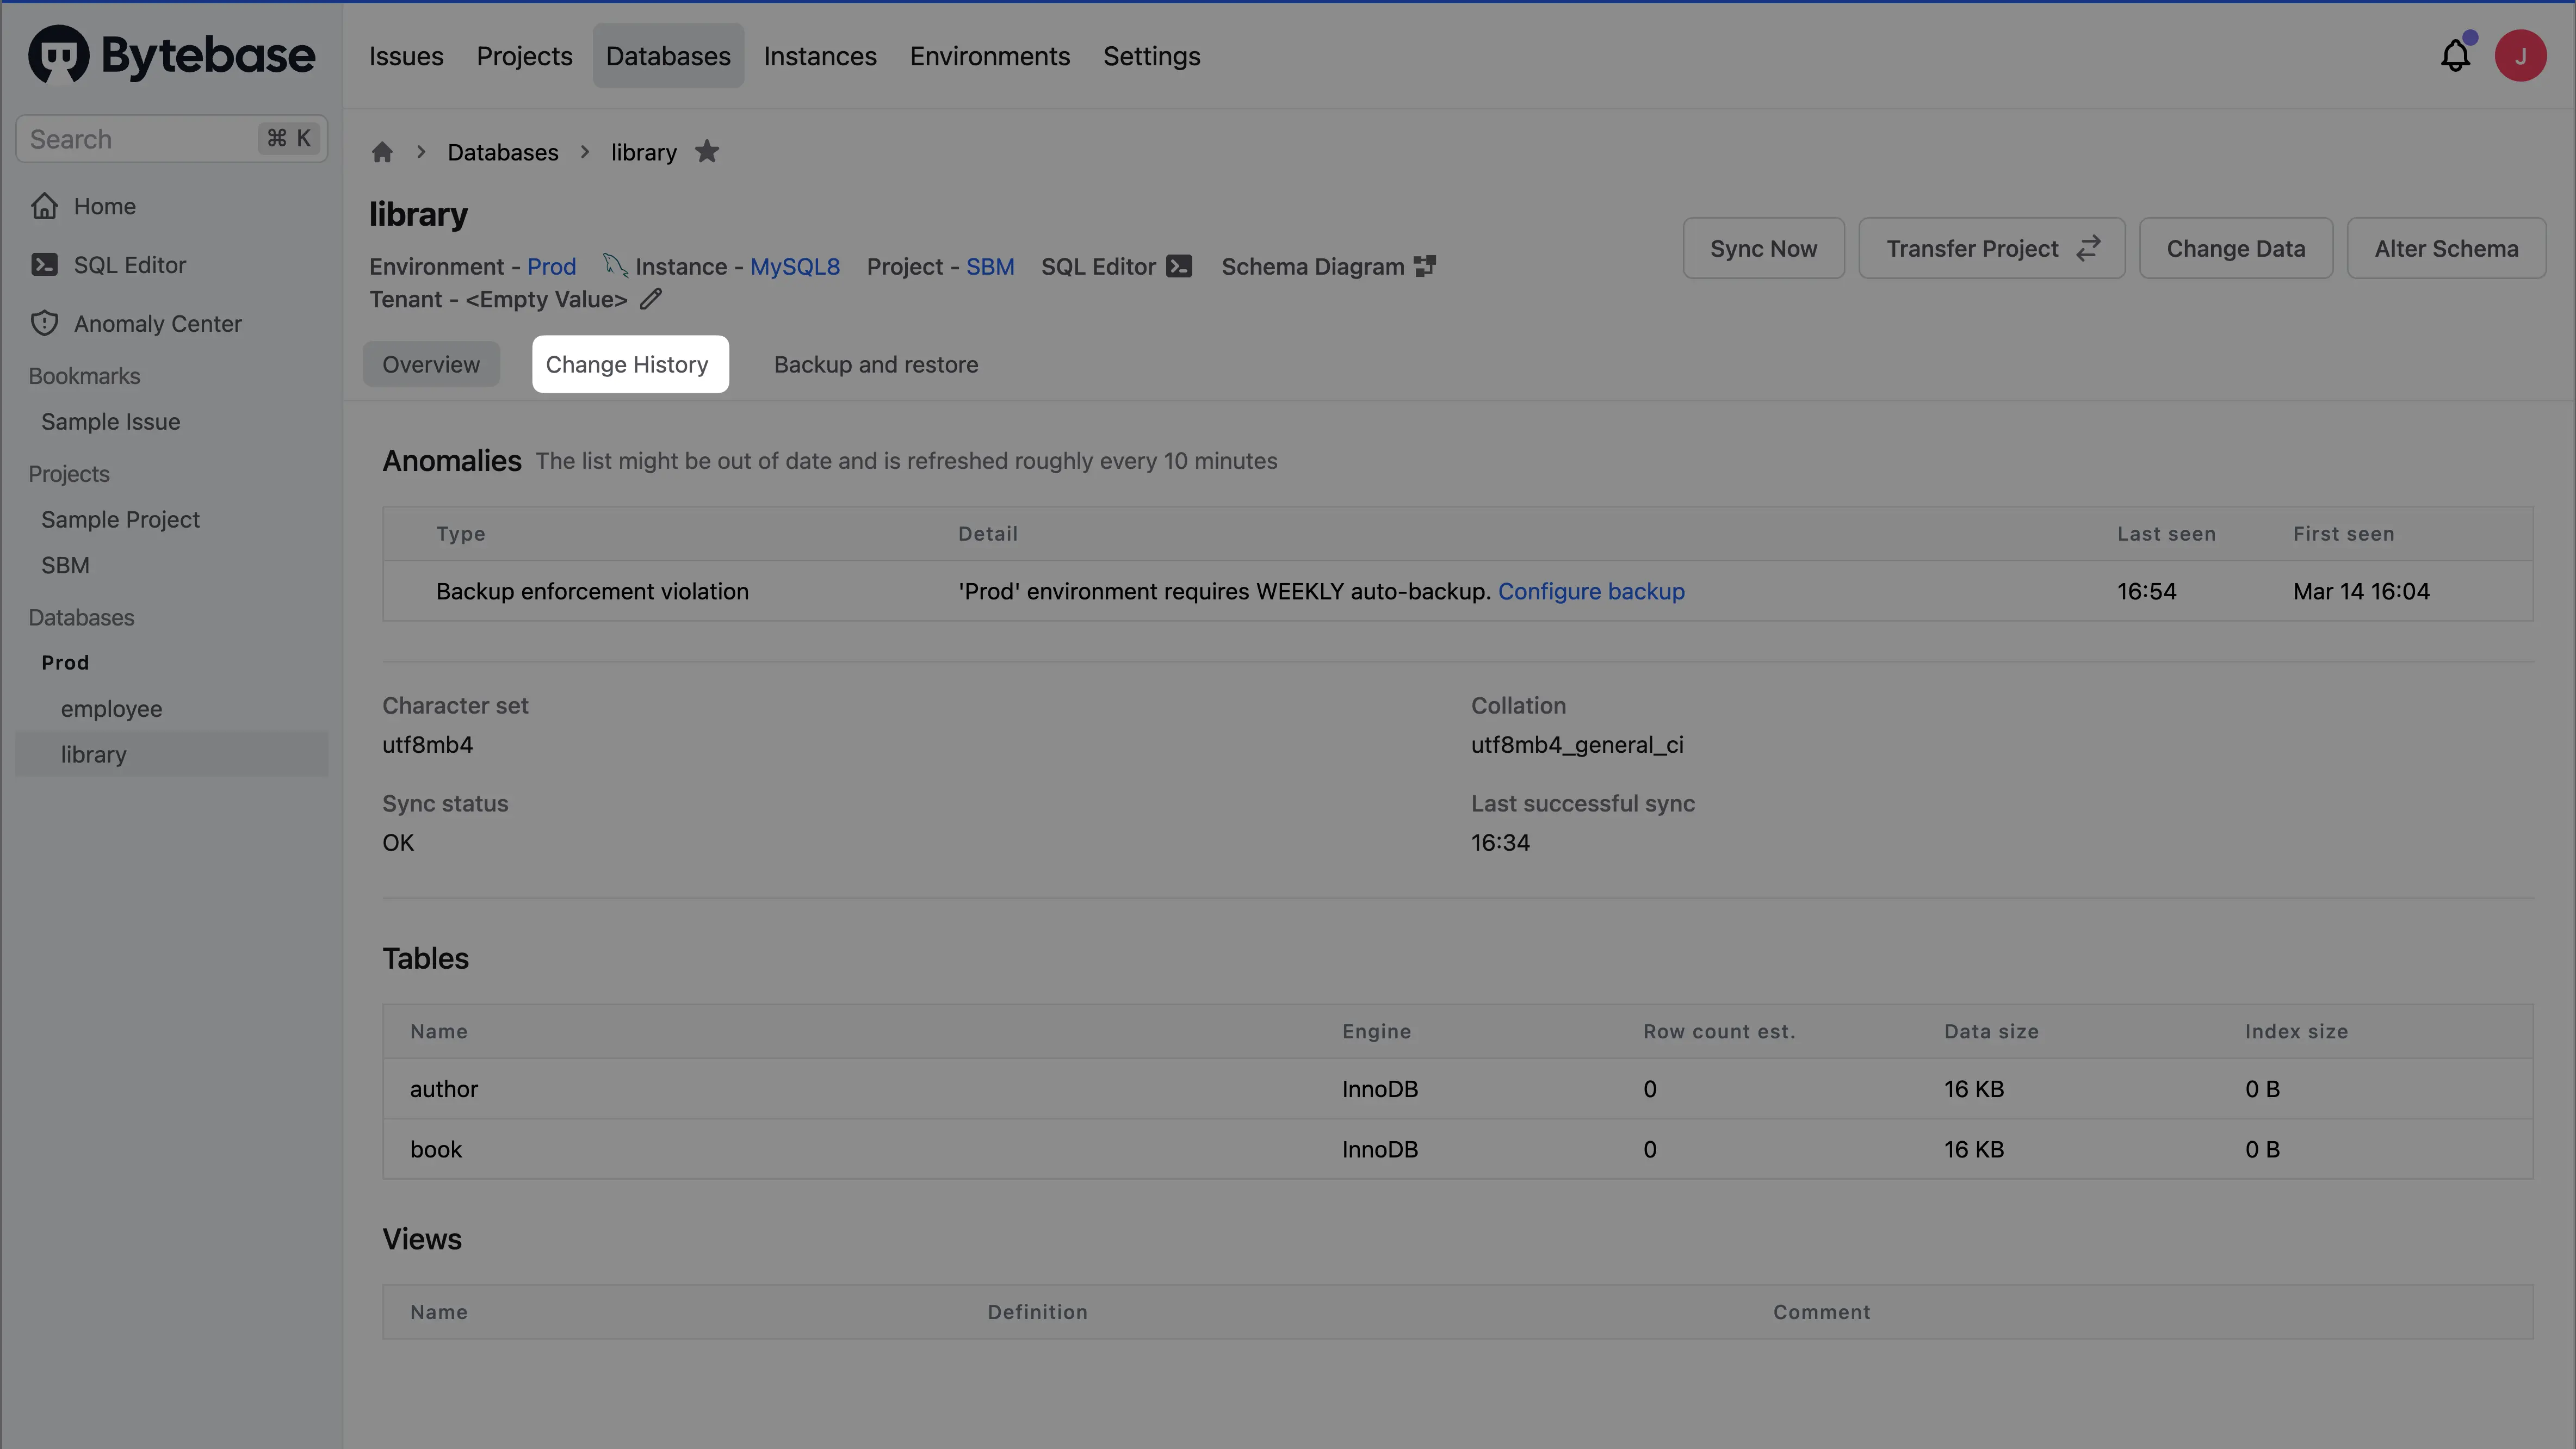 Bytebase
Issues Projects Databases Instances Environments Settings
J
Search ⌘ K
Home
SQL Editor
Anomaly Center
Bookmarks
Sample Issue
Projects
Sample Project
SBM
Databases
Prod
employee
library
Databases > library
library
Environment - Prod Instance - MySQL8 Project - SBM SQL Editor Schema Diagram
Tenant - <Empty Value>
Sync Now Transfer Project Change Data Alter Schema
Overview Change History Backup and restore
Anomalies The list might be out of date and is refreshed roughly every 10 minutes
Type Detail Last seen First seen
Backup enforcement violation 'Prod' environment requires WEEKLY auto-backup. Configure backup 16:54 Mar 14 16:04
Character set Collation
utf8mb4 utf8mb4_general_ci
Sync status Last successful sync
OK 16:34
Tables
Name Engine Row count est. Data size Index size
author InnoDB 0 16 KB 0 B
book InnoDB 0 16 KB 0 B
Views
Name Definition Comment